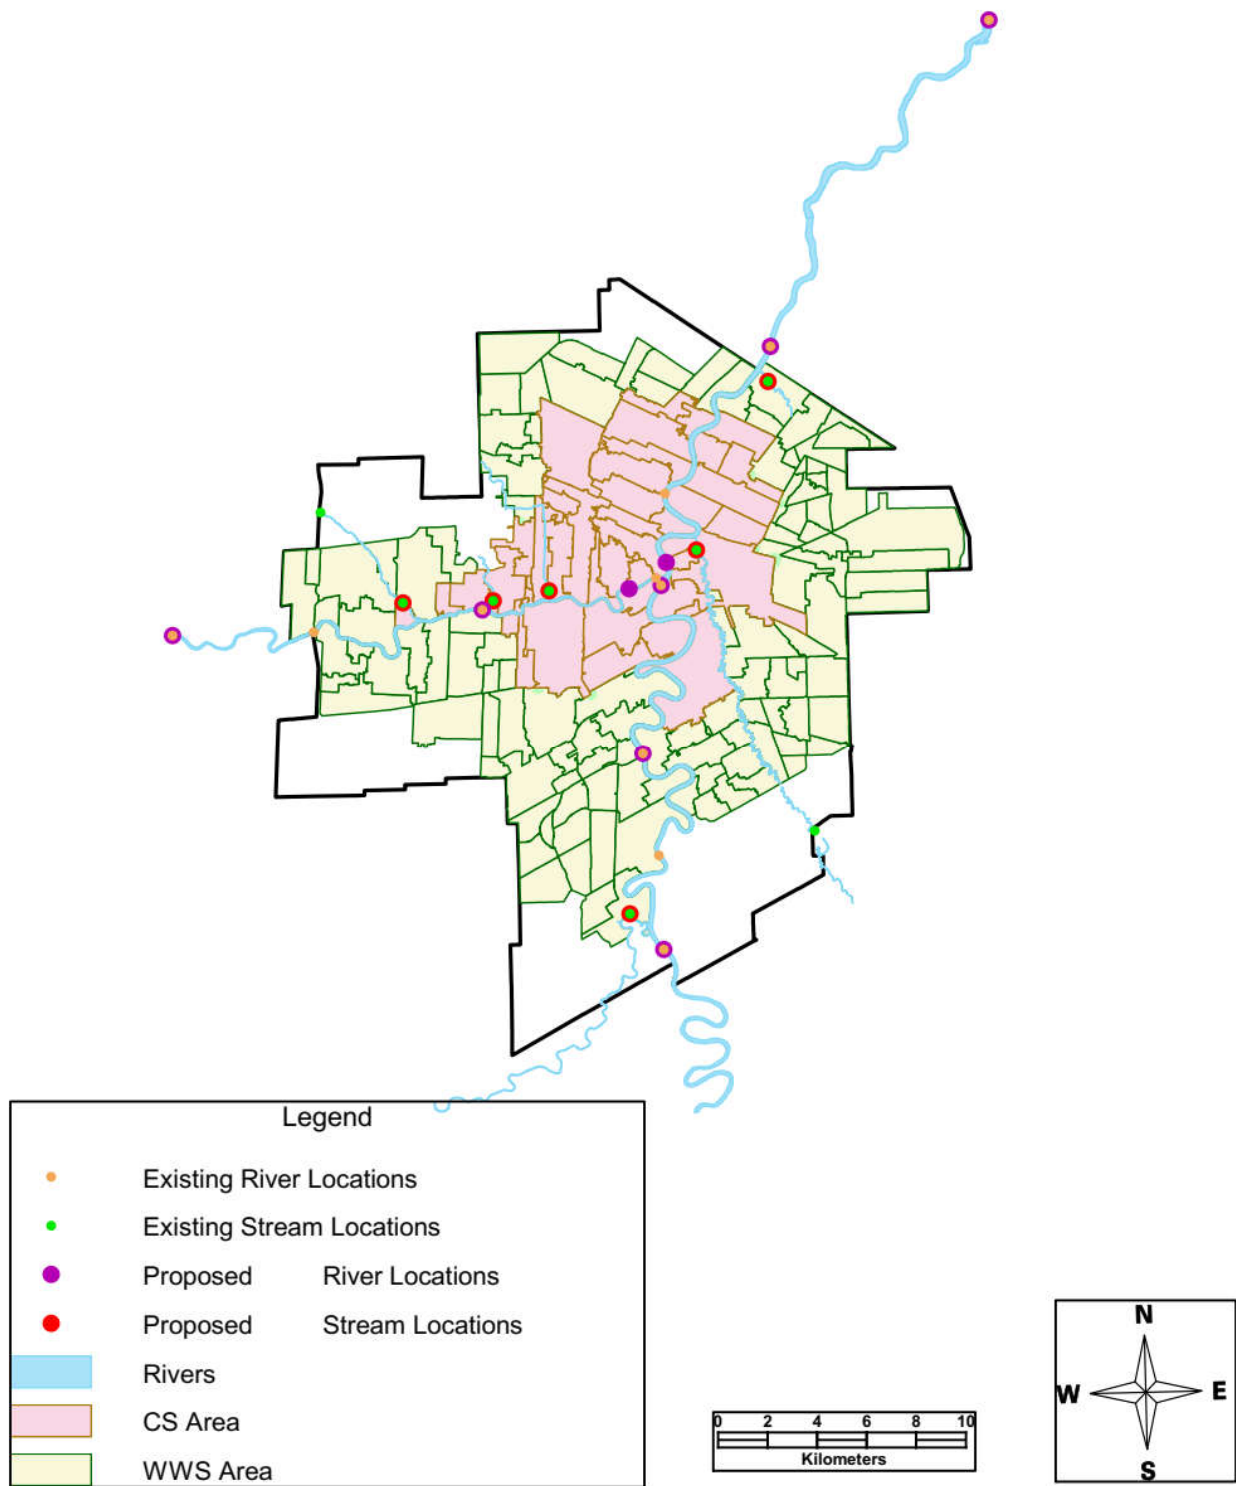 Legend
Existing River Locations
Existing Stream Locations
Proposed River Locations
Proposed Stream Locations
Rivers
CS Area
WWS Area
0 2 4 6 8 10
Kilometers
N
W E
S